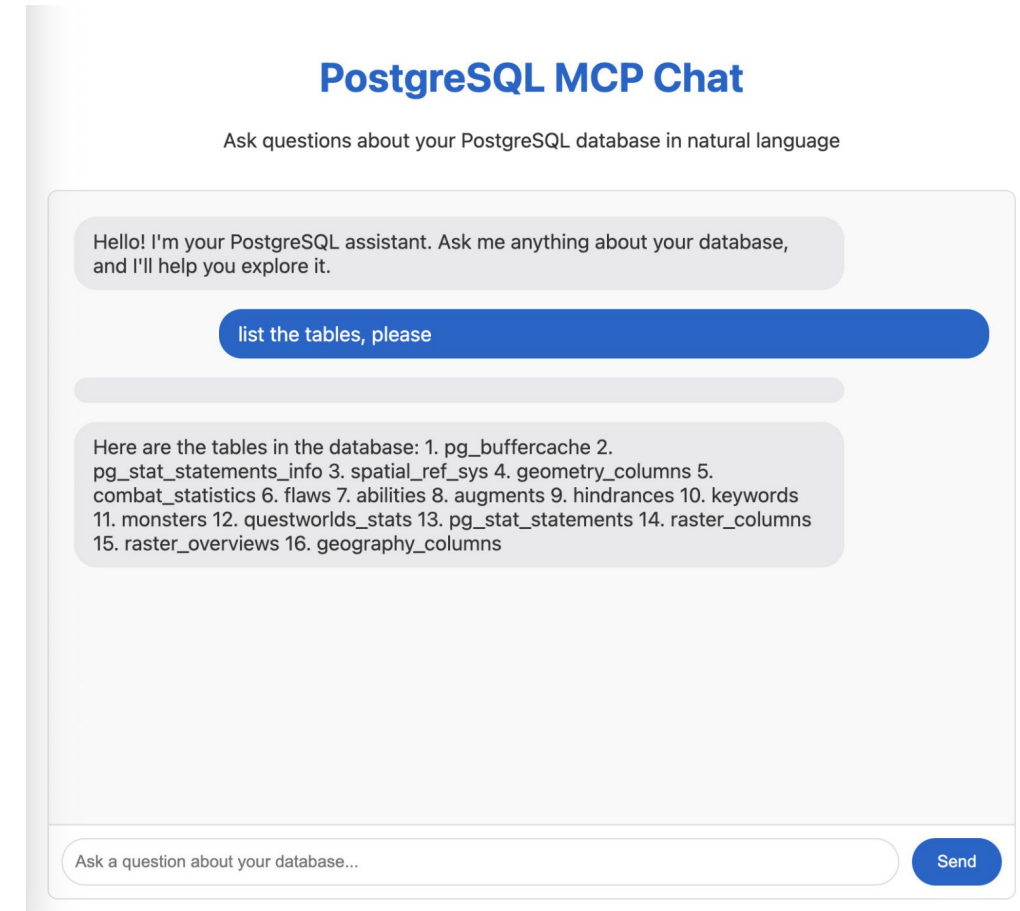 PostgreSQL MCP Chat
Ask questions about your PostgreSQL database in natural language
Hello! I'm your PostgreSQL assistant. Ask me anything about your database,
and I'll help you explore it.
list the tables, please
Here are the tables in the database: 1. pg_buffercache 2.
pg_stat_statements_info 3. spatial_ref_sys 4. geometry_columns 5.
combat_statistics 6. flaws 7. abilities 8. augments 9. hindrances 10. keywords
11. monsters 12. questworlds_stats 13. pg_stat_statements 14. raster_columns
15. raster_overviews 16. geography_columns
Ask a question about your database...
Send